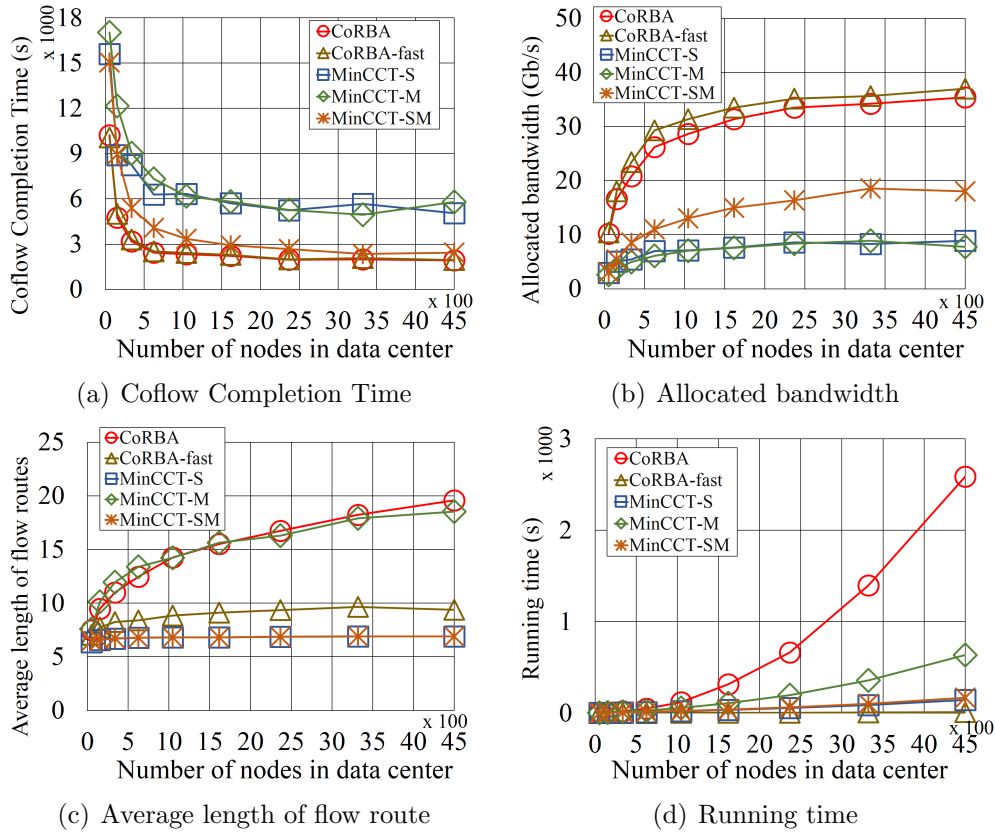 CoRBA
CoRBA-fast
MinCCT-S
MinCCT-M
MinCCT-SM
x 1000
Coflow Completion Time (s)
18
15
12
9
6
3
0
x 100
0 5 10 15 20 25 30 35 40 45
Number of nodes in data center
(a) Coflow Completion Time
CoRBA
CoRBA-fast
MinCCT-S
MinCCT-M
MinCCT-SM
Allocated bandwidth (Gb/s)
50
40
30
20
10
0
x 100
0 5 10 15 20 25 30 35 40 45
Number of nodes in data center
(b) Allocated bandwidth
CoRBA
CoRBA-fast
MinCCT-S
MinCCT-M
MinCCT-SM
Average length of flow routes
25
20
15
10
5
0
x 100
0 5 10 15 20 25 30 35 40 45
Number of nodes in data center
(c) Average length of flow route
CoRBA
CoRBA-fast
MinCCT-S
MinCCT-M
MinCCT-SM
x 1000
Running time (s)
3
2
1
0
x 100
0 5 10 15 20 25 30 35 40 45
Number of nodes in data center
(d) Running time